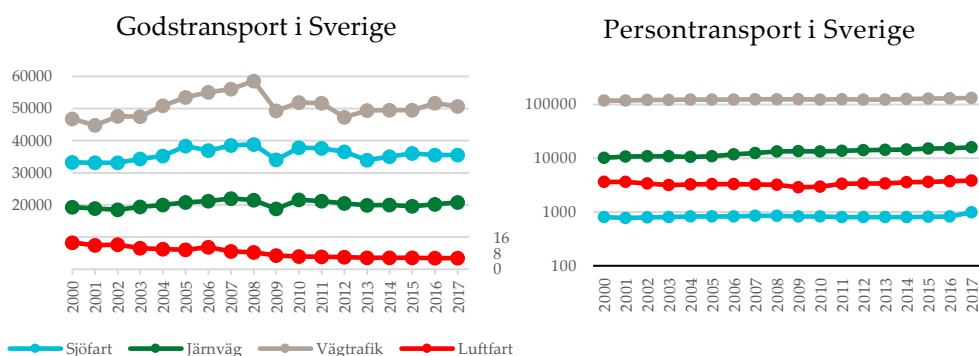 Godstransport i Sverige
60000
50000
40000
30000
20000
16
8
0
2000 2001 2002 2003 2004 2005 2006 2007 2008 2009 2010 2011 2012 2013 2014 2015 2016 2017
Sjöfart Järnväg Vägtrafik Luftfart
Persontransport i Sverige
100000
10000
1000
100
2000 2001 2002 2003 2004 2005 2006 2007 2008 2009 2010 2011 2012 2013 2014 2015 2016 2017